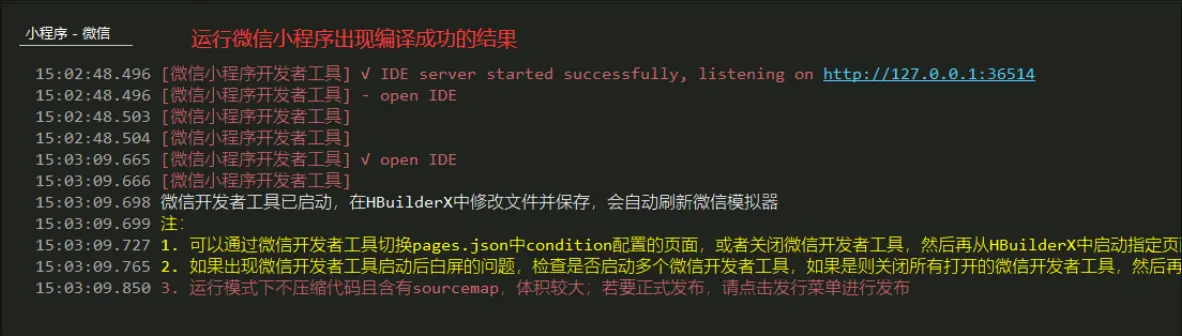 小程序 - 微信
运行微信小程序出现编译成功的结果
15:02:48.496 [微信小程序开发者工具] √ IDE server started successfully, listening on http://127.0.0.1:36514
15:02:48.496 [微信小程序开发者工具] - open IDE
15:02:48.503 [微信小程序开发者工具]
15:02:48.504 [微信小程序开发者工具]
15:03:09.665 [微信小程序开发者工具] √ open IDE
15:03:09.666 [微信小程序开发者工具]
15:03:09.698 微信开发者工具已启动，在HBuilderX中修改文件并保存，会自动刷新微信模拟器
15:03:09.699 注：
15:03:09.727 1. 可以通过微信开发者工具切换pages.json中condition配置的页面，或者关闭微信开发者工具，然后再从HBuilderX中启动指定页
15:03:09.765 2. 如果出现微信开发者工具启动后白屏的问题，检查是否启动多个微信开发者工具，如果是则关闭所有打开的微信开发者工具，然后再
15:03:09.850 3. 运行模式下不压缩代码且含有sourcemap，体积较大；若要正式发布，请点击发行菜单进行发布